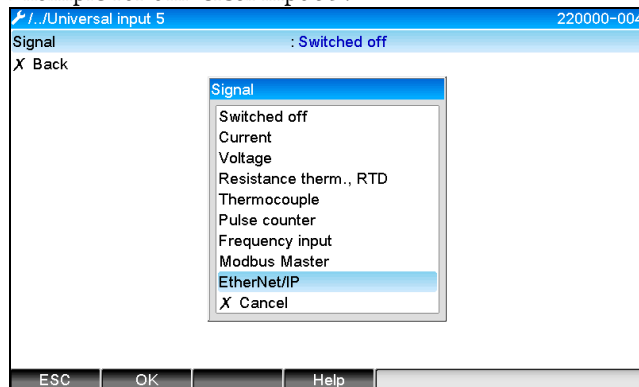 /../Universal input 5 220000-004
Signal : Switched off
X Back
Signal
Switched off
Current
Voltage
Resistance therm., RTD
Thermocouple
Pulse counter
Frequency input
Modbus Master
EtherNet/IP
X Cancel
ESC OK Help